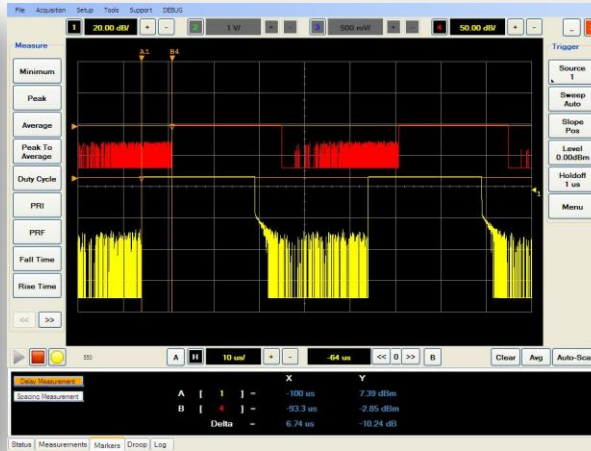 File Acquisition Setup Tools Support DEBUG
1 20.00 dB/ + - 2 1 V/ + - 3 500 mV/ + - 4 50.00 dB/ + -
Measure
Trigger
A1 B4
Minimum
Peak
Average
Peak To
Average
Duty Cycle
PRI
PRF
Fall Time
Rise Time
<< >>
Source
1
Sweep
Auto
Slope
Pos
Level
0.00dBm
Holdoff
1 us
Menu
1
550 A H 10 us/ + - -64 us << 0 >> B Clear Avg Auto-Scal
Delay Measurement
Spacing Measurement
X Y
A [ 1 ] = -100 us 7.39 dBm
B [ 4 ] = -93.3 us -2.85 dBm
Delta = 6.74 us -10.24 dB
Status Measurements Markers Droop Log